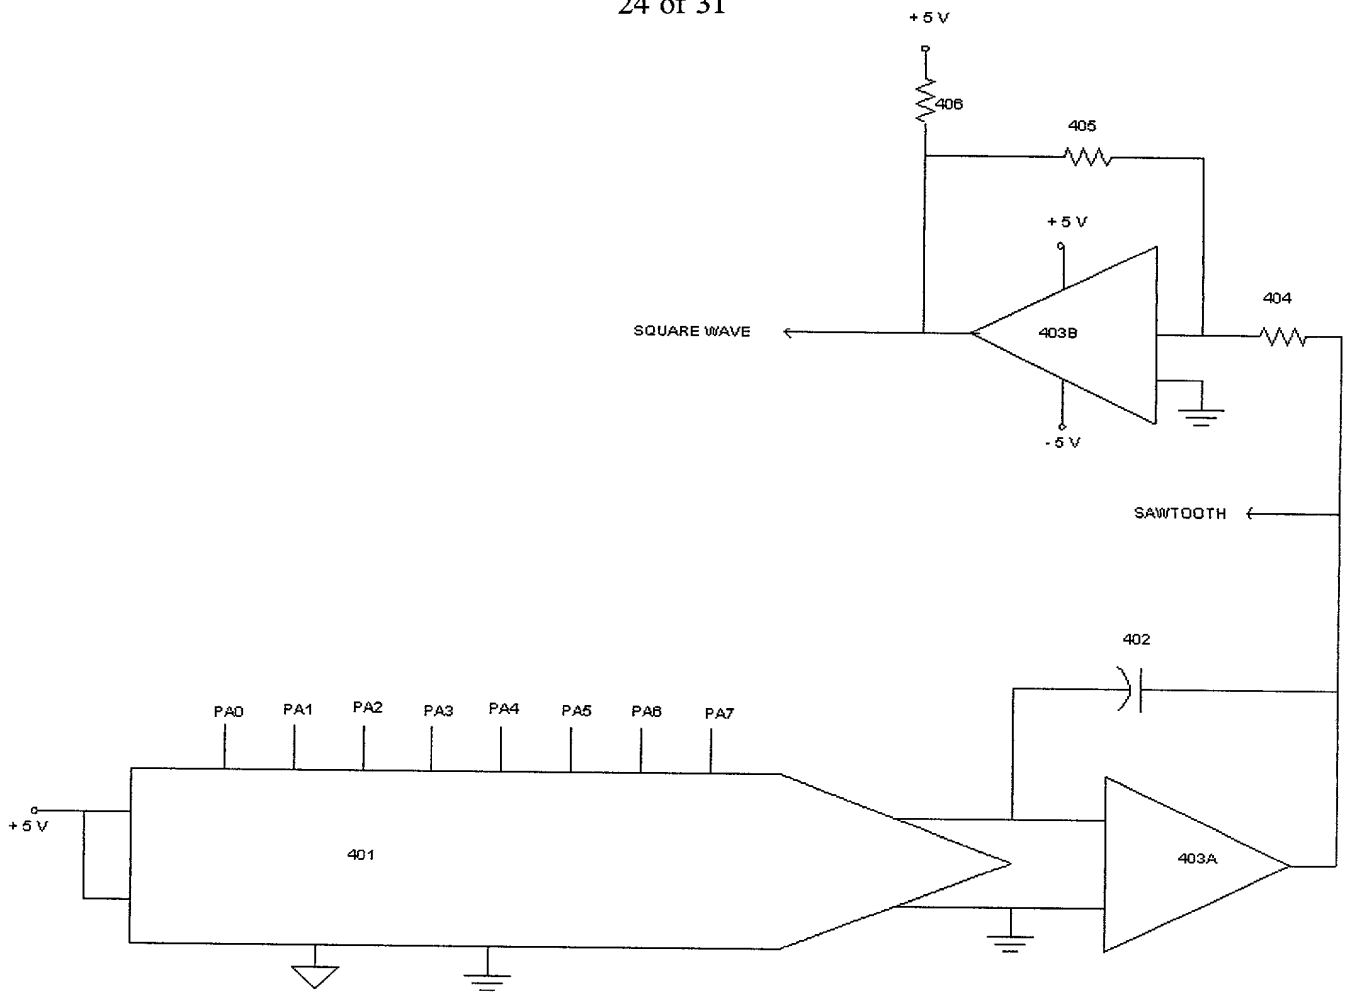 24 of 31
+ 5 V
406
405
+ 5 V
404
SQUARE WAVE
403B
- 5 V
SAWTOOTH
402
PA0 PA1 PA2 PA3 PA4 PA5 PA6 PA7
+ 5 V
401
403A